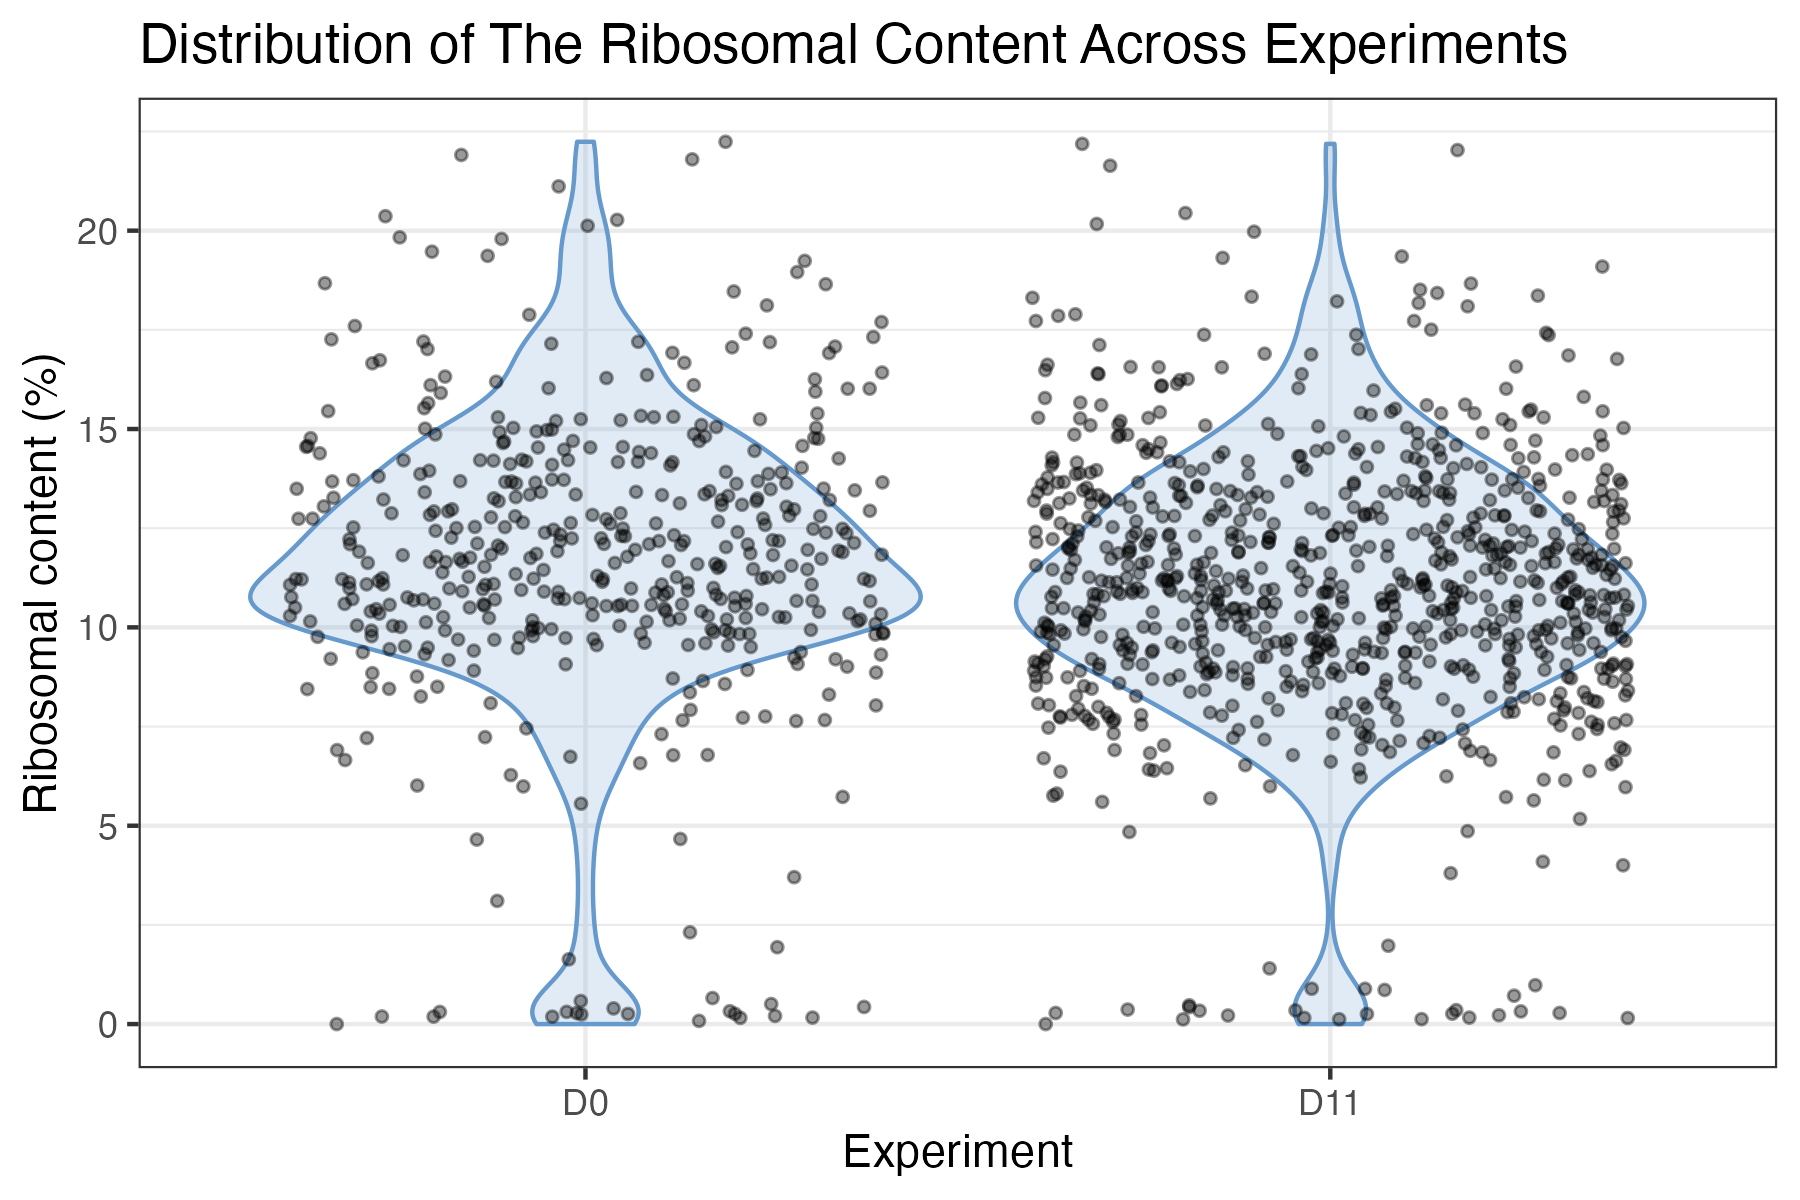 Distribution of The Ribosomal Content Across Experiments
Ribosomal content (%)
20
15
10
5
0
D0 D11
Experiment